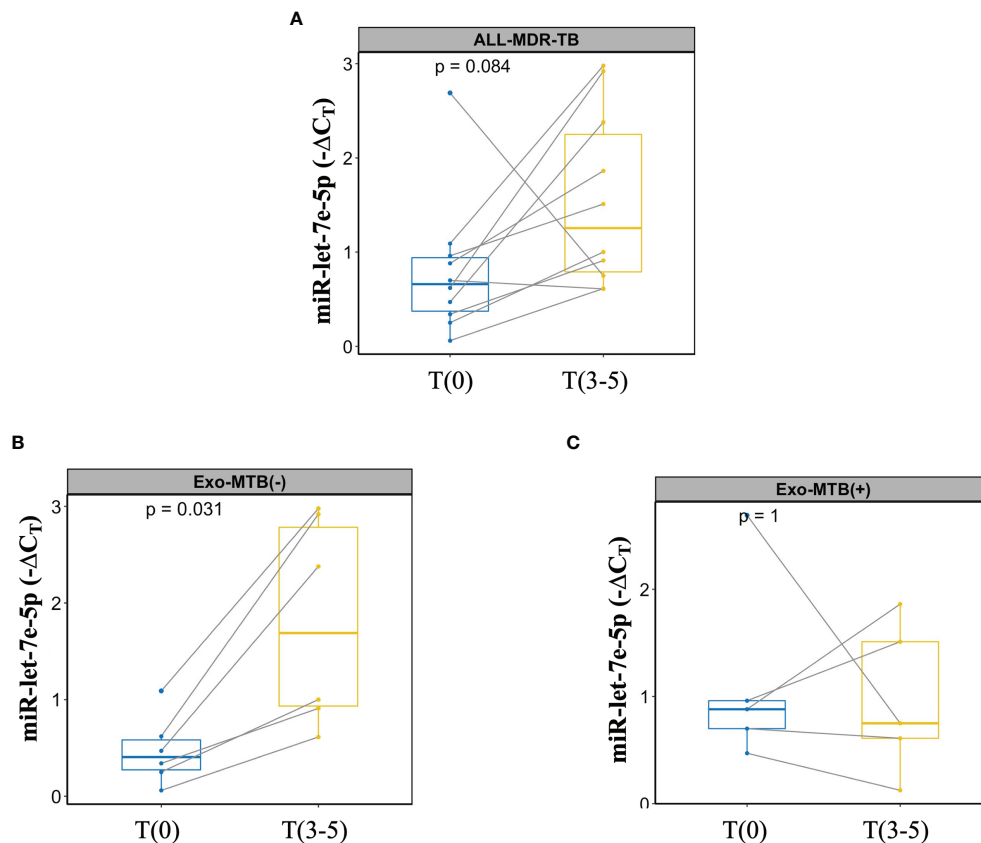 A
ALL-MDR-TB
p = 0.084
miR-let-7e-5p (-ΔCT)
3
2
1
0
T(0)
T(3-5)
B
Exo-MTB(-)
p = 0.031
miR-let-7e-5p (-ΔCT)
3
2
1
0
T(0)
T(3-5)
C
Exo-MTB(+)
p = 1
miR-let-7e-5p (-ΔCT)
2
1
0
T(0)
T(3-5)